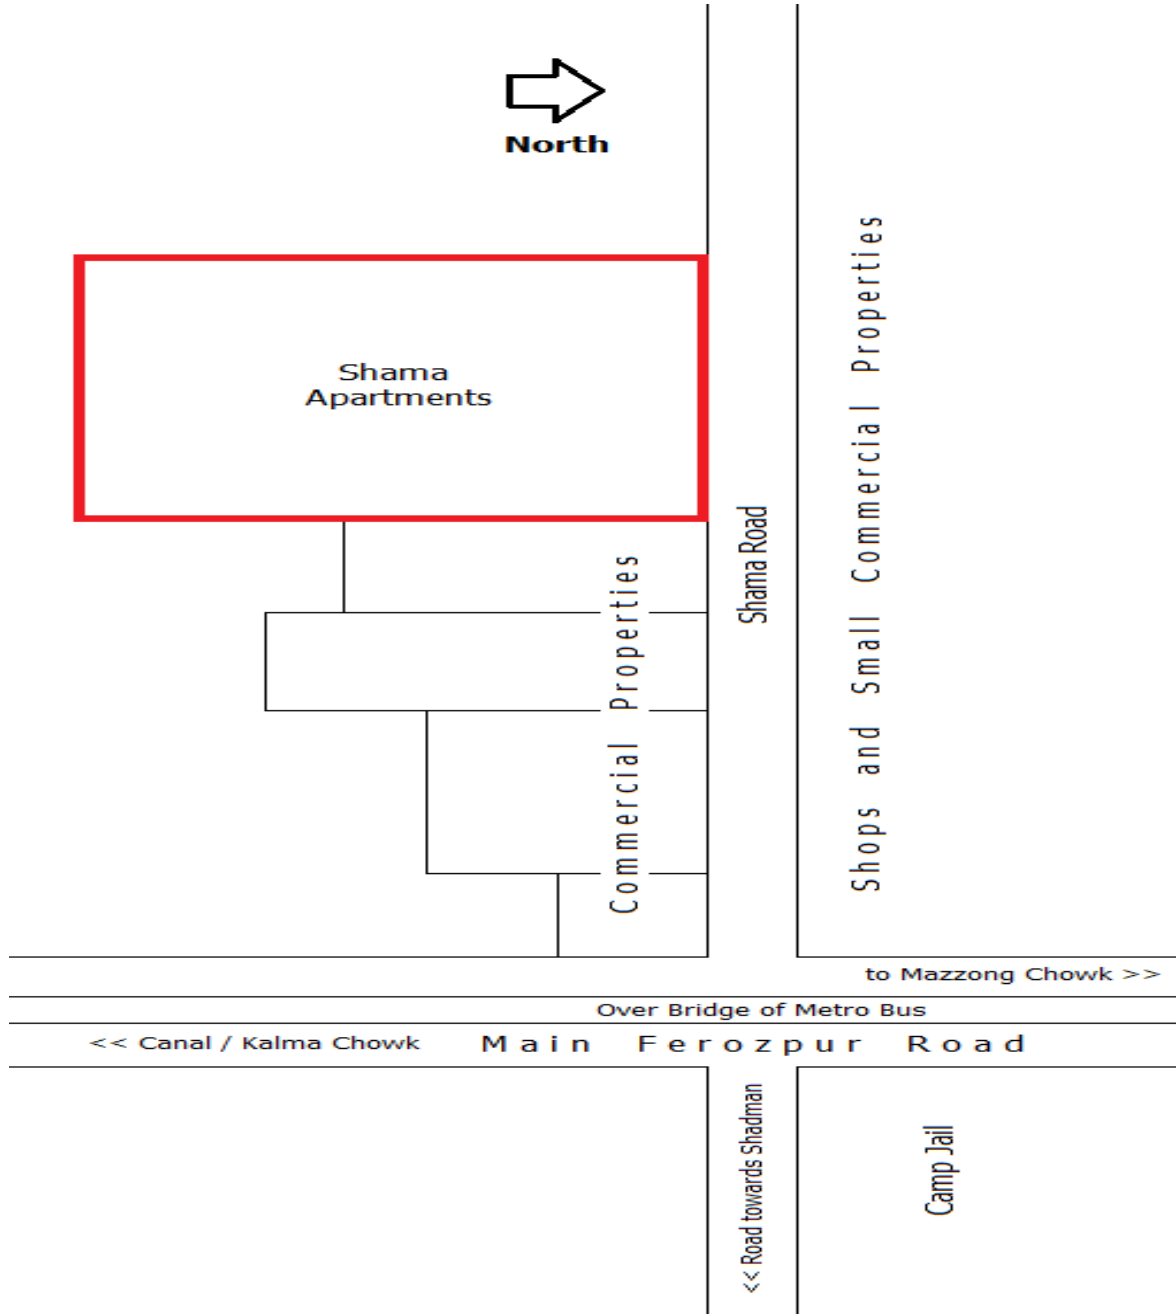 North
Shama
Apartments
Shama Road
Shops and Small Commercial Properties
Commercial Properties
to Mazzong Chowk >>
Over Bridge of Metro Bus
<< Canal / Kalma Chowk
Main Ferozpur Road
<< Road towards Shadman
Camp Jail